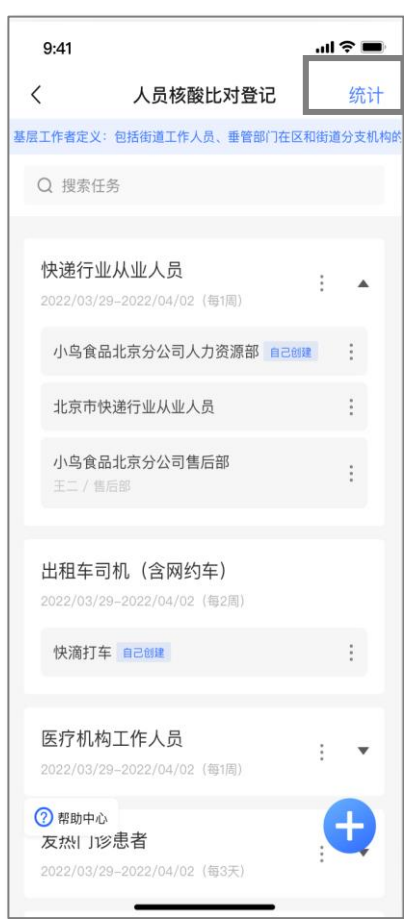 9:41
人员核酸比对登记
统计
基层工作者定义：包括街道工作人员、垂管部门在区和街道分支机构的
搜索任务
快递行业从业人员
2022/03/29-2022/04/02（每1周）
小鸟食品北京分公司人力资源部 自己创建
北京市快递行业从业人员
小鸟食品北京分公司售后部
王二 / 售后部
出租车司机（含网约车）
2022/03/29-2022/04/02（每2周）
快滴打车 自己创建
医疗机构工作人员
2022/03/29-2022/04/02（每1周）
帮助中心
发热门诊患者
2022/03/29-2022/04/02（每3天）